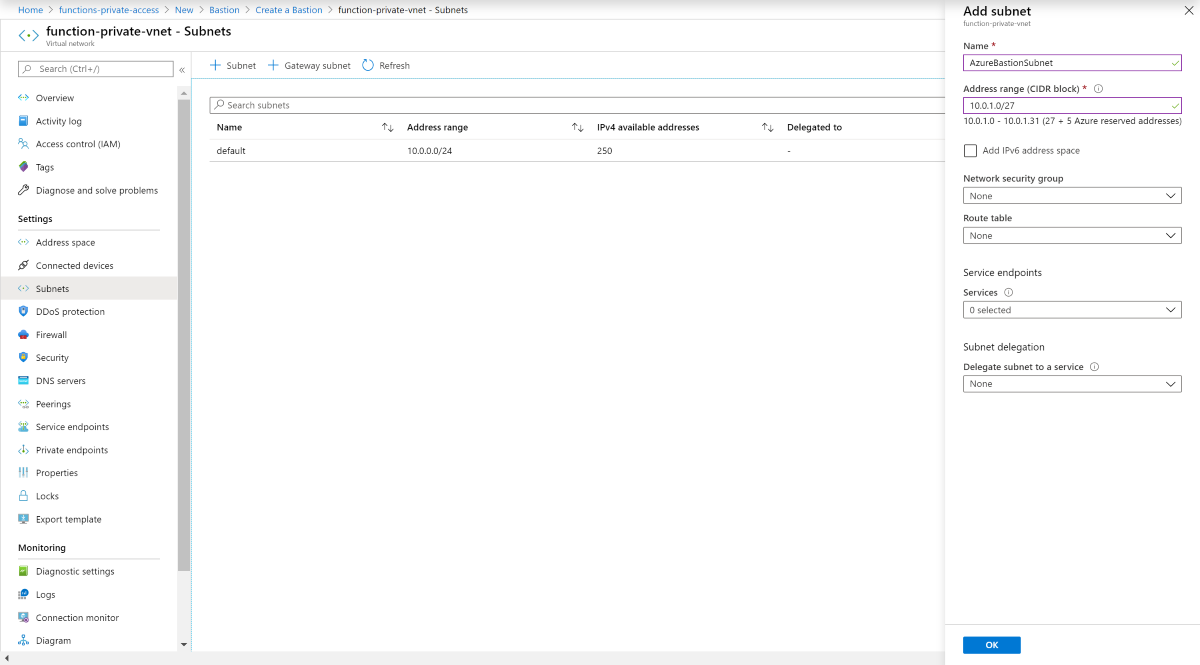 Home > functions-private-access > New > Bastion > Create a Bastion > function-private-vnet - Subnets
function-private-vnet - Subnets
Virtual network
Search (Ctrl+/)
«
Overview
Activity log
Access control (IAM)
Tags
Diagnose and solve problems
Settings
Address space
Connected devices
Subnets
DDoS protection
Firewall
Security
DNS servers
Peerings
Service endpoints
Private endpoints
Properties
Locks
Export template
Monitoring
Diagnostic settings
Logs
Connection monitor
Diagram
+ Subnet + Gateway subnet Refresh
Search subnets
Name Address range IPv4 available addresses Delegated to
default 10.0.0.0/24 250 -
Add subnet
function-private-vnet
Name *
AzureBastionSubnet
Address range (CIDR block) *
10.0.1.0/27
10.0.1.0 - 10.0.1.31 (27 + 5 Azure reserved addresses)
Add IPv6 address space
Network security group
None
Route table
None
Service endpoints
Services
0 selected
Subnet delegation
Delegate subnet to a service
None
OK